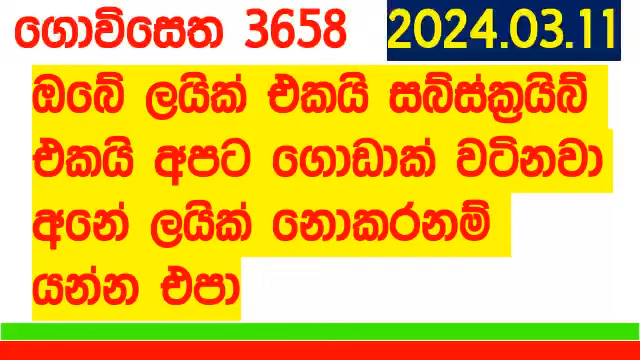 ගොවිසෙත 3658 2024.03.11
ඔබේ ලයික් එකයි සබ්ස්ක්‍රයිබ්
එකයි අපට ගොඩාක් වටිනවා
අනේ ලයික් නොකරනම්
යන්න එපා